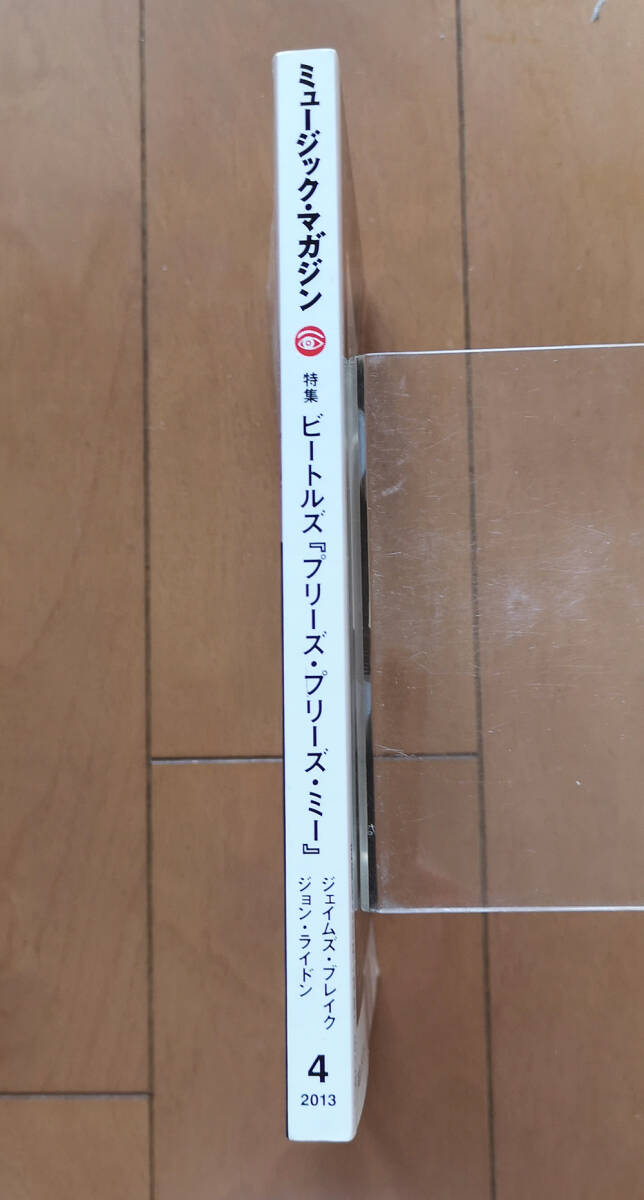 ミュージック・マガジン
特集
ビートルズ『プリーズ・プリーズ・ミー』
ジェイムズ・ブレイク
ジョン・ライドン
4
2013